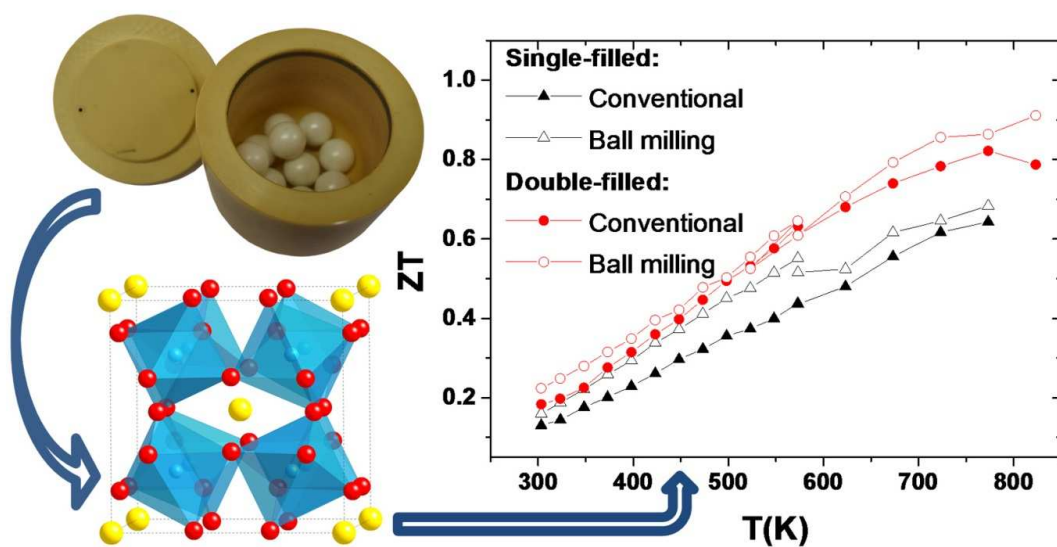 Single-filled:
Conventional
Ball milling
Double-filled:
Conventional
Ball milling
1.0
0.8
0.6
0.4
0.2
ZT
300 400 500 600 700 800
T(K)